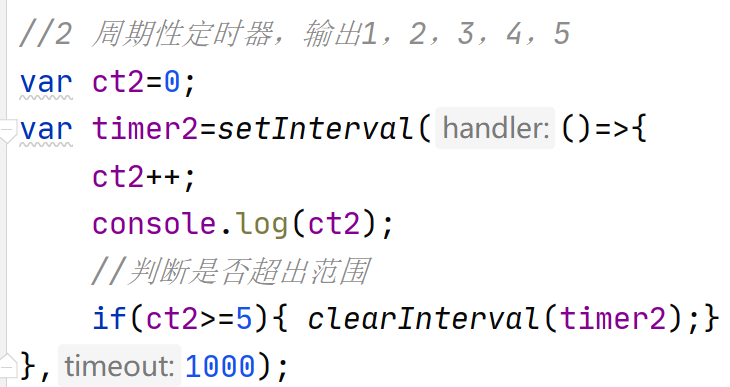 //2 周期性定时器，输出1，2，3，4，5
var ct2=0;
var timer2=setInterval( handler: ()=>{
    ct2++;
    console.log(ct2);
    //判断是否超出范围
    if(ct2>=5){ clearInterval(timer2);}
}, timeout: 1000);